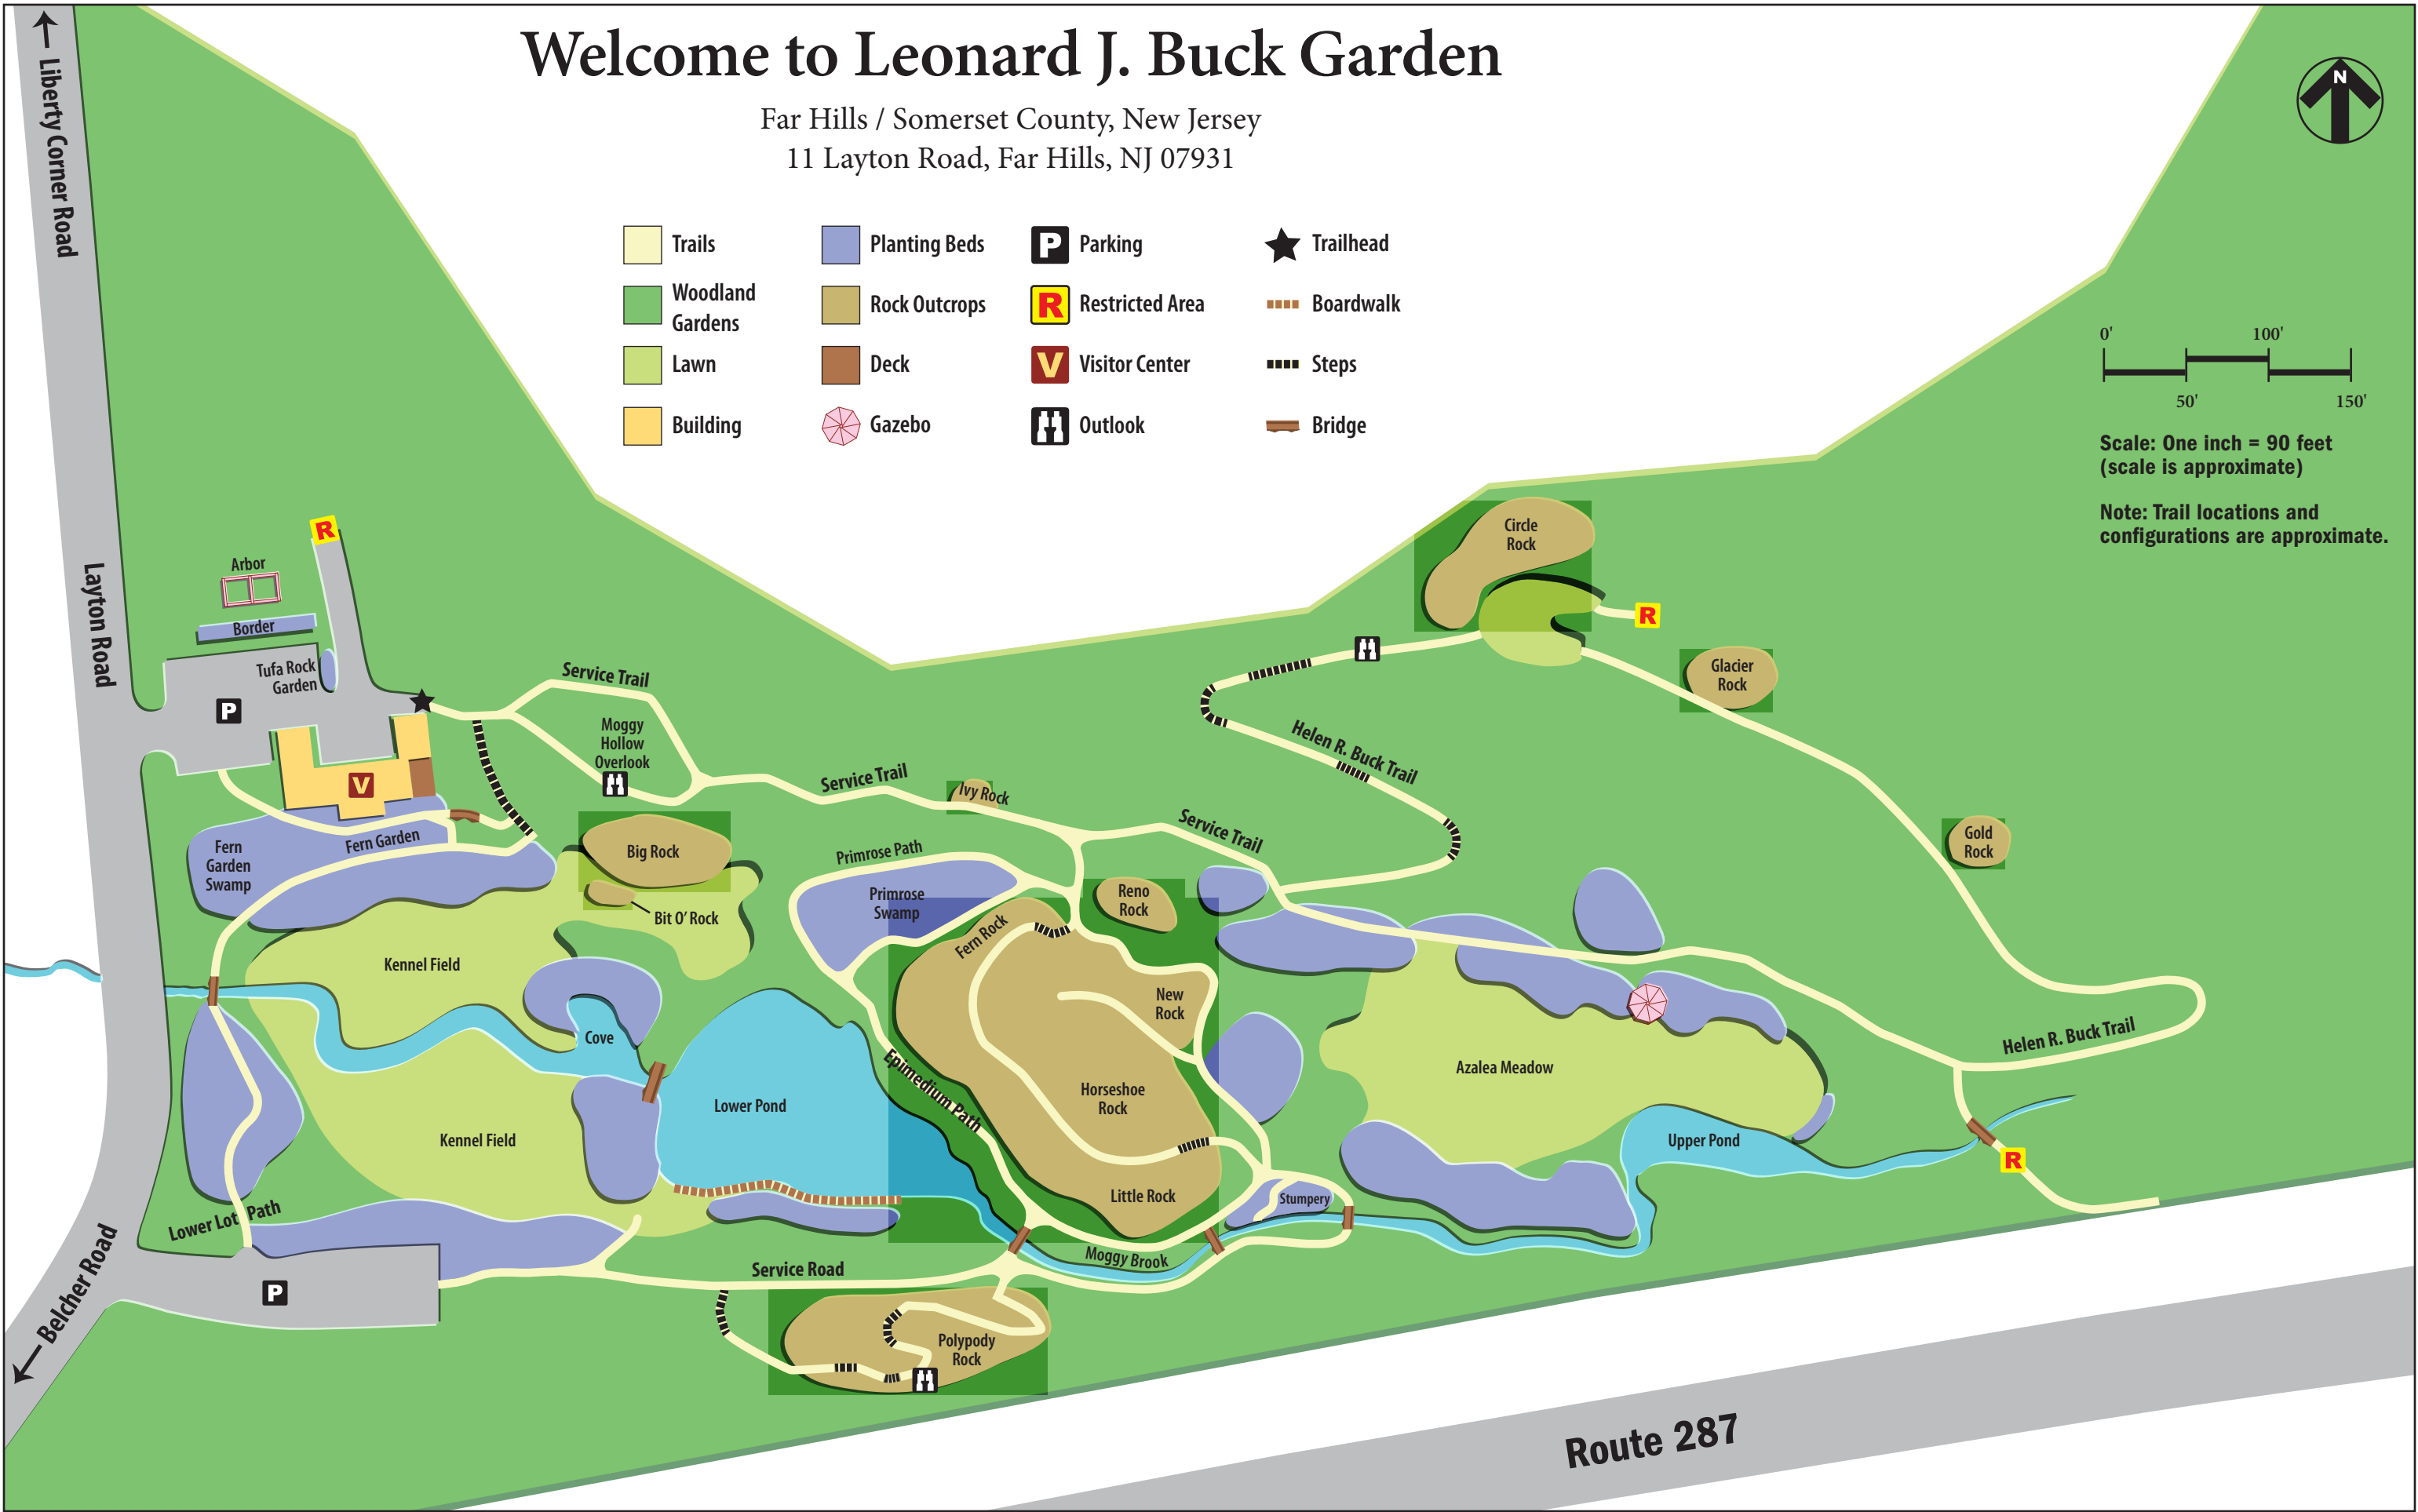 Welcome to Leonard J. Buck Garden
Far Hills / Somerset County, New Jersey
11 Layton Road, Far Hills, NJ 07931
N
Trails
Planting Beds
P
Parking
Trailhead
Woodland
Gardens
Rock Outcrops
R
Restricted Area
Boardwalk
Lawn
Deck
V
Visitor Center
Steps
Building
Gazebo
Outlook
Bridge
0'
100'
50'
150'
Scale: One inch = 90 feet
(scale is approximate)
Note: Trail locations and
configurations are approximate.
Liberty Corner Road
Layton Road
R
Arbor
Border
Tufa Rock
Garden
P
V
Service Trail
Moggy
Hollow
Overlook
Fern
Garden
Swamp
Fern Garden
Big Rock
Bit O' Rock
Kennel Field
Service Trail
Ivy Rock
Primrose Path
Primrose
Swamp
Circle
Rock
R
Glacier
Rock
Helen R. Buck Trail
Service Trail
Gold
Rock
Reno
Rock
Fern Rock
New
Rock
Cove
Lower Pond
Epimedium Path
Horseshoe
Rock
Azalea Meadow
Helen R. Buck Trail
Kennel Field
Upper Pond
R
Little Rock
Stumpery
Lower Lot Path
Moggy Brook
Service Road
P
Belcher Road
Polypody
Rock
Route 287